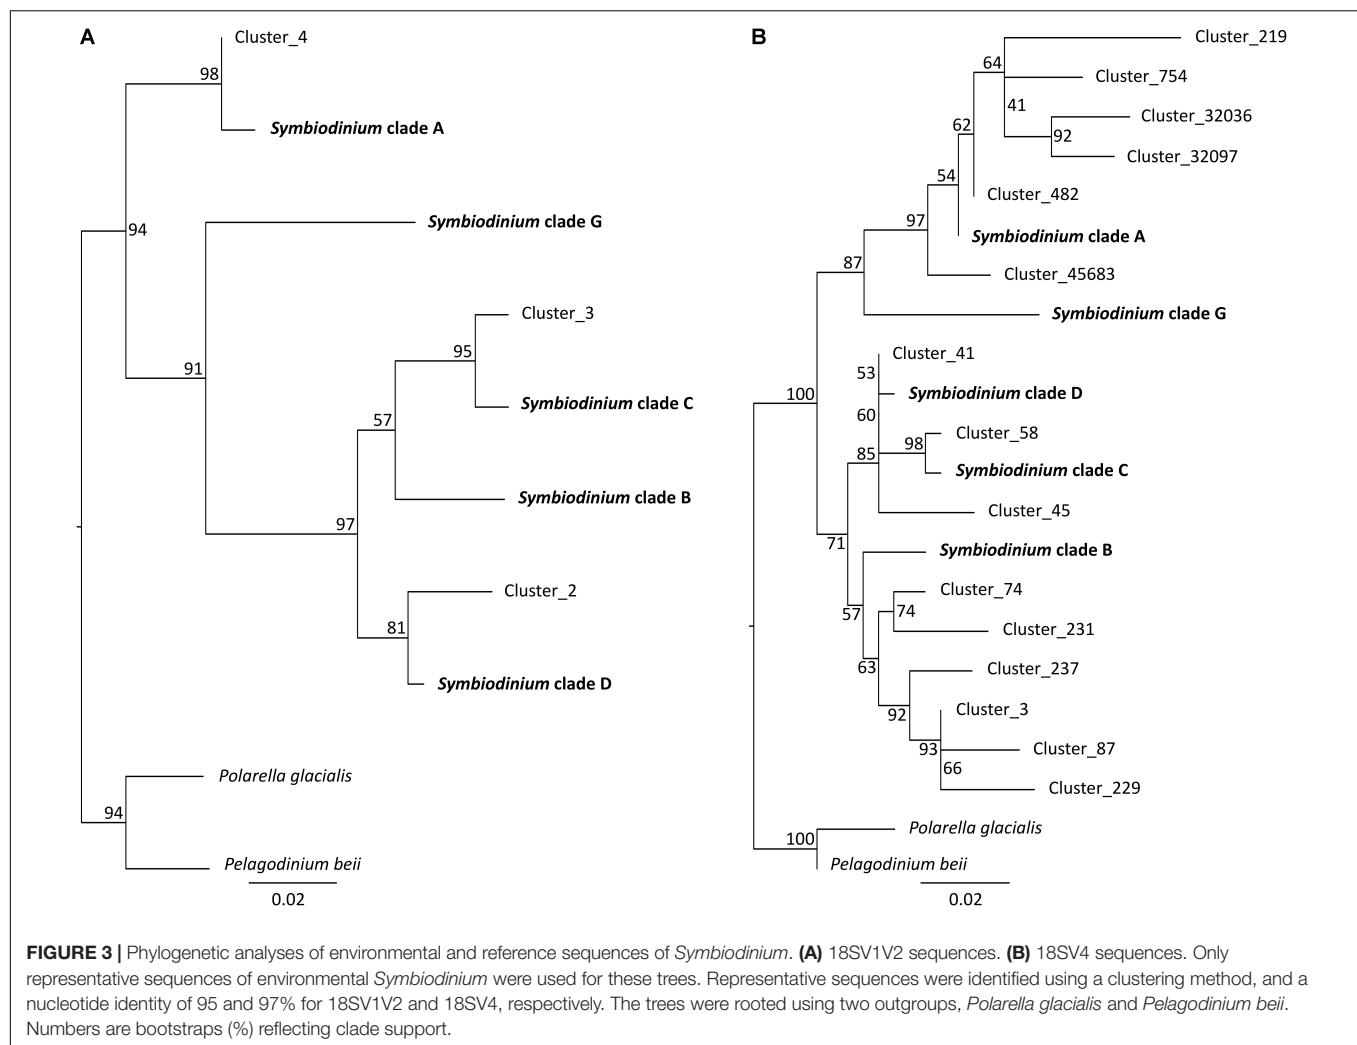 A
Cluster_4
98
Symbiodinium clade A
94
Symbiodinium clade G
91
Cluster_3
95
Symbiodinium clade C
57
Symbiodinium clade B
97
Cluster_2
81
Symbiodinium clade D
Polarella glacialis
94
Pelagodinium beii
0.02
B
Cluster_219
64
Cluster_754
41
Cluster_32036
92
Cluster_32097
62
Cluster_482
54
Symbiodinium clade A
97
Cluster_45683
87
Symbiodinium clade G
Cluster_41
53
Symbiodinium clade D
100
60
Cluster_58
98
85
Symbiodinium clade C
Cluster_45
71
Symbiodinium clade B
Cluster_74
57
74
Cluster_231
63
Cluster_237
92
Cluster_3
93
Cluster_87
66
Cluster_229
Polarella glacialis
100
Pelagodinium beii
0.02
FIGURE 3 | Phylogenetic analyses of environmental and reference sequences of Symbiodinium. (A) 18SV1V2 sequences. (B) 18SV4 sequences. Only
representative sequences of environmental Symbiodinium were used for these trees. Representative sequences were identified using a clustering method, and a
nucleotide identity of 95 and 97% for 18SV1V2 and 18SV4, respectively. The trees were rooted using two outgroups, Polarella glacialis and Pelagodinium beii.
Numbers are bootstraps (%) reflecting clade support.